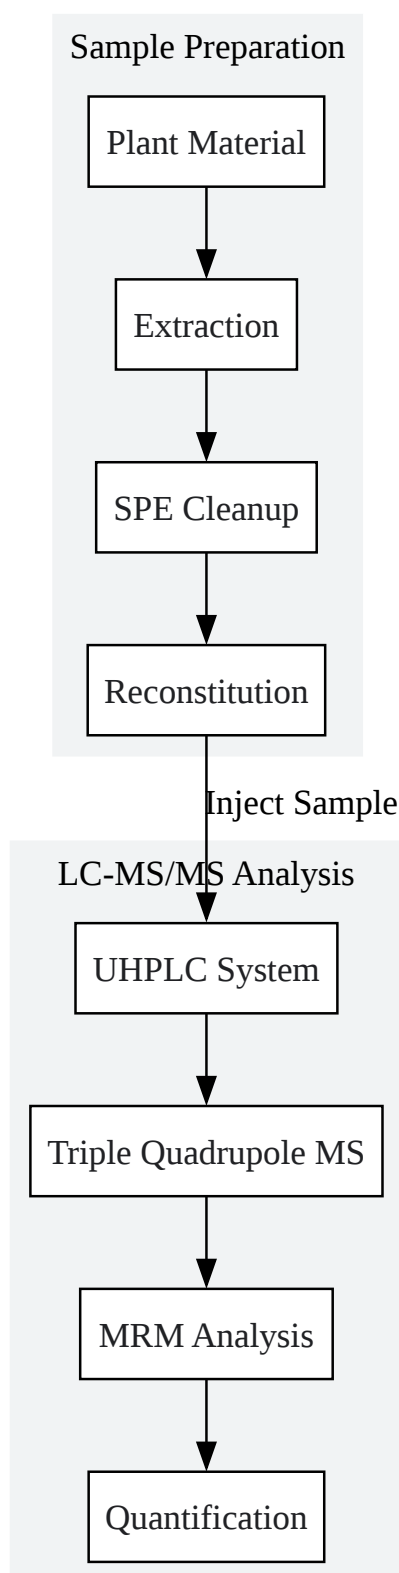 Sample Preparation
Plant Material
Extraction
SPE Cleanup
Reconstitution
Inject Sample
LC-MS/MS Analysis
UHPLC System
Triple Quadrupole MS
MRM Analysis
Quantification